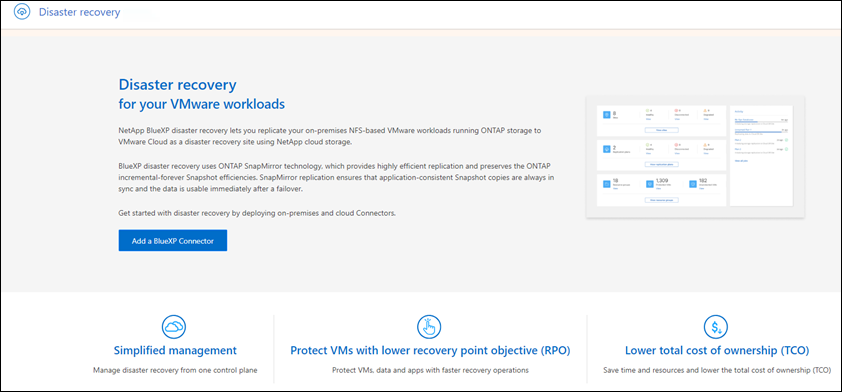 Disaster recovery
Disaster recovery
for your VMware workloads
NetApp BlueXP disaster recovery lets you replicate your on-premises NFS-based VMware workloads running ONTAP storage to
VMware Cloud as a disaster recovery site using NetApp cloud storage.
BlueXP disaster recovery uses ONTAP SnapMirror technology, which provides highly efficient replication and preserves the ONTAP
incremental-forever Snapshot efficiencies. SnapMirror replication ensures that application-consistent Snapshot copies are always in
sync and the data is usable immediately after a failover.
Get started with disaster recovery by deploying on-premises and cloud Connectors.
Add a BlueXP Connector
8
2
18
1,309
192
Simplified management
Protect VMs with lower recovery point objective (RPO)
Lower total cost of ownership (TCO)
Manage disaster recovery from one control plane
Protect VMs, data and apps with faster recovery operations
Save time and resources and lower the total cost of ownership (TCO)